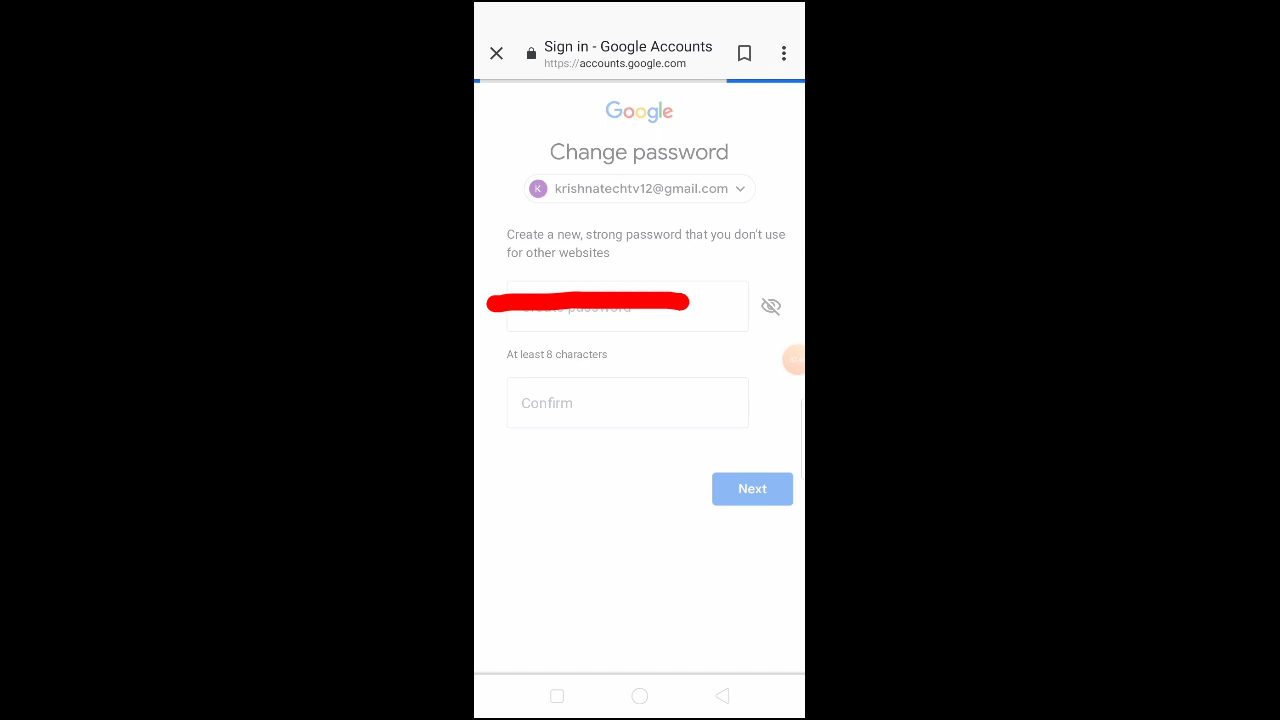 Sign in - Google Accounts
https://accounts.google.com
Google
Change password
K krishnatechtv12@gmail.com
Create a new, strong password that you don't use
for other websites
At least 8 characters
Confirm
Next